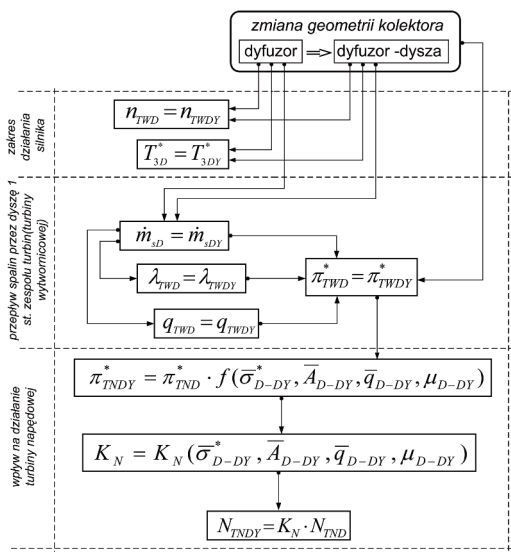 zmiana geometrii kolektora
dyfuzor ⇒ dyfuzor -dysza
zakres
działania
silnika
n_TWD = n_TWDY
T*_3D = T*_3DY
przepływ spalin przez dyszę 1
st. zespołu turbin(turbiny
wytwornicowej)
ṁ_sD = ṁ_sDY
λ_TWD = λ_TWDY
π*_TWD = π*_TWDY
q_TWD = q_TWDY
wpływ na działanie
turbiny napędowej
π*_TNDY = π*_TND · f(σ̅*_D−DY, A̅_D−DY, q̅_D−DY, μ_D−DY)
K_N = K_N(σ̅*_D−DY, A̅_D−DY, q̅_D−DY, μ_D−DY)
N_TNDY = K_N · N_TND